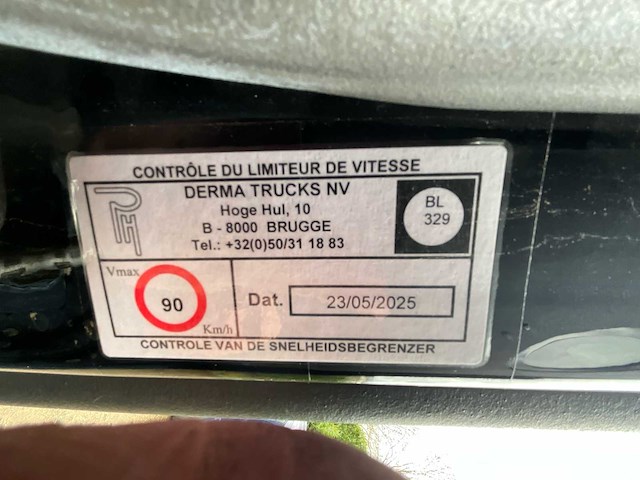 CONTRÔLE DU LIMITEUR DE VITESSE
DERMA TRUCKS NV
Hoge Hul, 10
B - 8000 BRUGGE
Tel.: +32(0)50/31 18 83
BL
329
Vmax
90
Km/h
Dat. 23/05/2025
CONTROLE VAN DE SNELHEIDSBEGRENZER